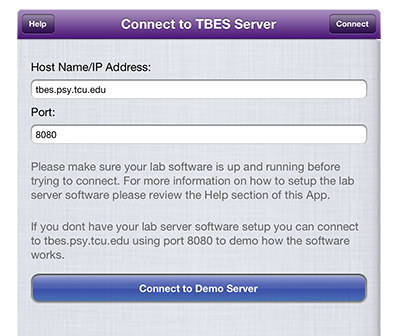 Help Connect to TBES Server Connect
Host Name/IP Address:
tbes.psy.tcu.edu
Port:
8080
Please make sure your lab software is up and running before
trying to connect. For more information on how to setup the lab
server software please review the Help section of this App.
If you dont have your lab server software setup you can connect
to tbes.psy.tcu.edu using port 8080 to demo how the software
works.
Connect to Demo Server